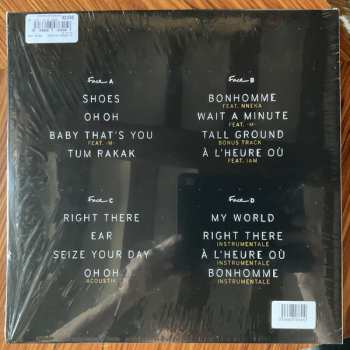 Face A
SHOES
OH OH
BABY THAT'S YOU
FEAT. -M-
TUM RAKAK
Face B
BONHOMME
FEAT. NNEKA
WAIT A MINUTE
FEAT. -M-
TALL GROUND
BONUS TRACK
À L'HEURE OÙ
FEAT. IAM
Face C
RIGHT THERE
EAR
SEIZE YOUR DAY
OH OH
ACOUSTIK
Face D
MY WORLD
RIGHT THERE
INSTRUMENTALE
À L'HEURE OÙ
INSTRUMENTALE
BONHOMME
INSTRUMENTALE